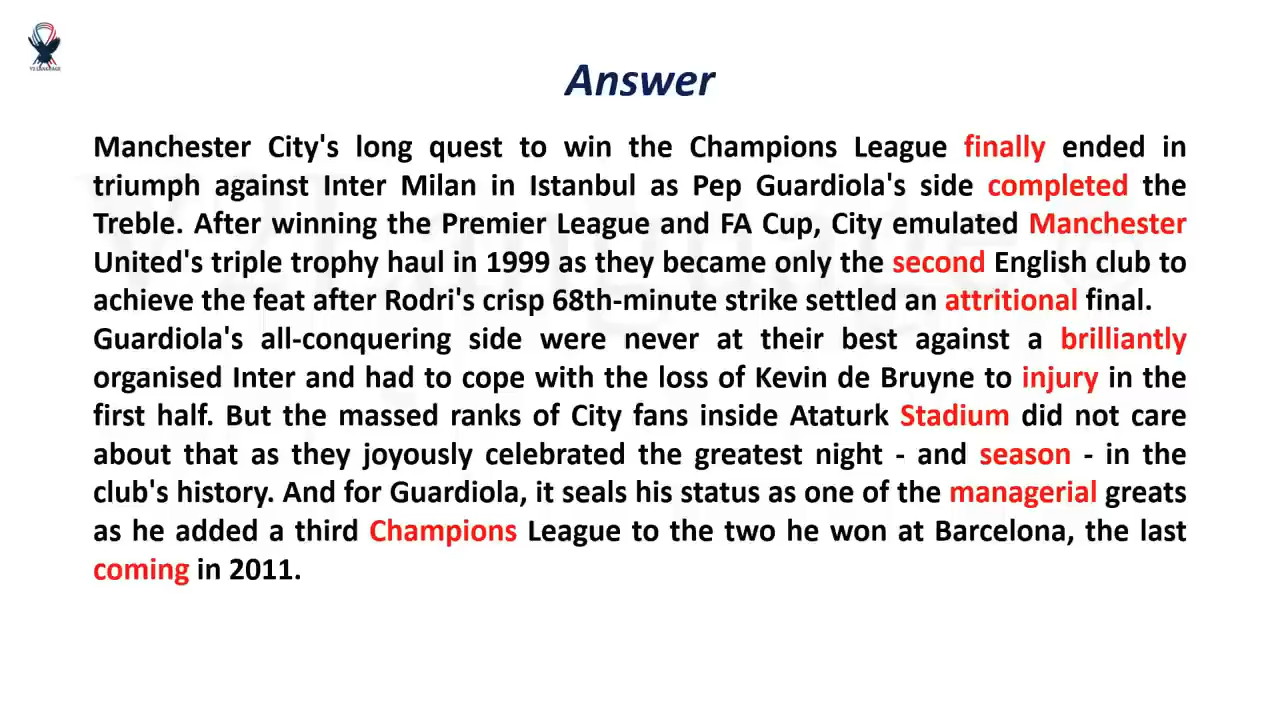 Answer
Manchester City's long quest to win the Champions League finally ended in
triumph against Inter Milan in Istanbul as Pep Guardiola's side completed the
Treble. After winning the Premier League and FA Cup, City emulated Manchester
United's triple trophy haul in 1999 as they became only the second English club to
achieve the feat after Rodri's crisp 68th-minute strike settled an attritional final.
Guardiola's all-conquering side were never at their best against a brilliantly
organised Inter and had to cope with the loss of Kevin de Bruyne to injury in the
first half. But the massed ranks of City fans inside Ataturk Stadium did not care
about that as they joyously celebrated the greatest night - and season - in the
club's history. And for Guardiola, it seals his status as one of the managerial greats
as he added a third Champions League to the two he won at Barcelona, the last
coming in 2011.